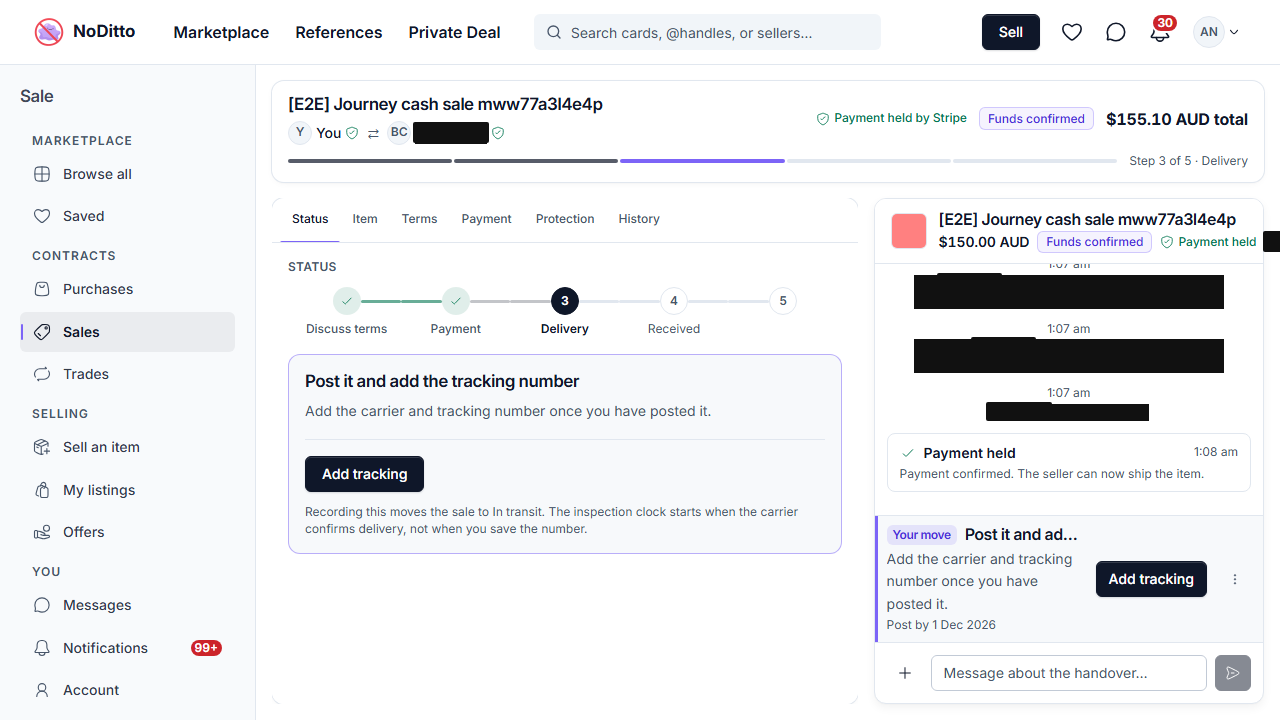 NoDitto
Marketplace
References
Private Deal
Search cards, @handles, or sellers...
Sell
30
AN
Sale
MARKETPLACE
Browse all
Saved
CONTRACTS
Purchases
Sales
Trades
SELLING
Sell an item
My listings
Offers
YOU
Messages
Notifications
99+
Account
[E2E] Journey cash sale mww77a3l4e4p
Y You BC
Payment held by Stripe
Funds confirmed
$155.10 AUD total
Step 3 of 5 · Delivery
Status
Item
Terms
Payment
Protection
History
STATUS
3
4
5
Discuss terms
Payment
Delivery
Received
Post it and add the tracking number
Add the carrier and tracking number once you have posted it.
Add tracking
Recording this moves the sale to In transit. The inspection clock starts when the carrier
confirms delivery, not when you save the number.
[E2E] Journey cash sale mww77a3l4e4p
$150.00 AUD
Funds confirmed
Payment held
1:07 am
1:07 am
1:07 am
Payment held
1:08 am
Payment confirmed. The seller can now ship the item.
Your move
Post it and ad...
Add the carrier and tracking
number once you have
posted it.
Post by 1 Dec 2026
Add tracking
Message about the handover...